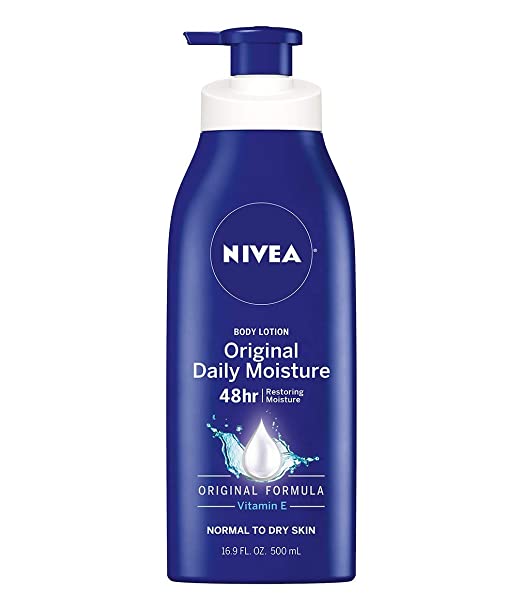 NIVEA®
BODY LOTION
Original
Daily Moisture
48hr
Restoring
Moisture
ORIGINAL FORMULA
Vitamin E
NORMAL TO DRY SKIN
16.9 FL. OZ. 500 mL